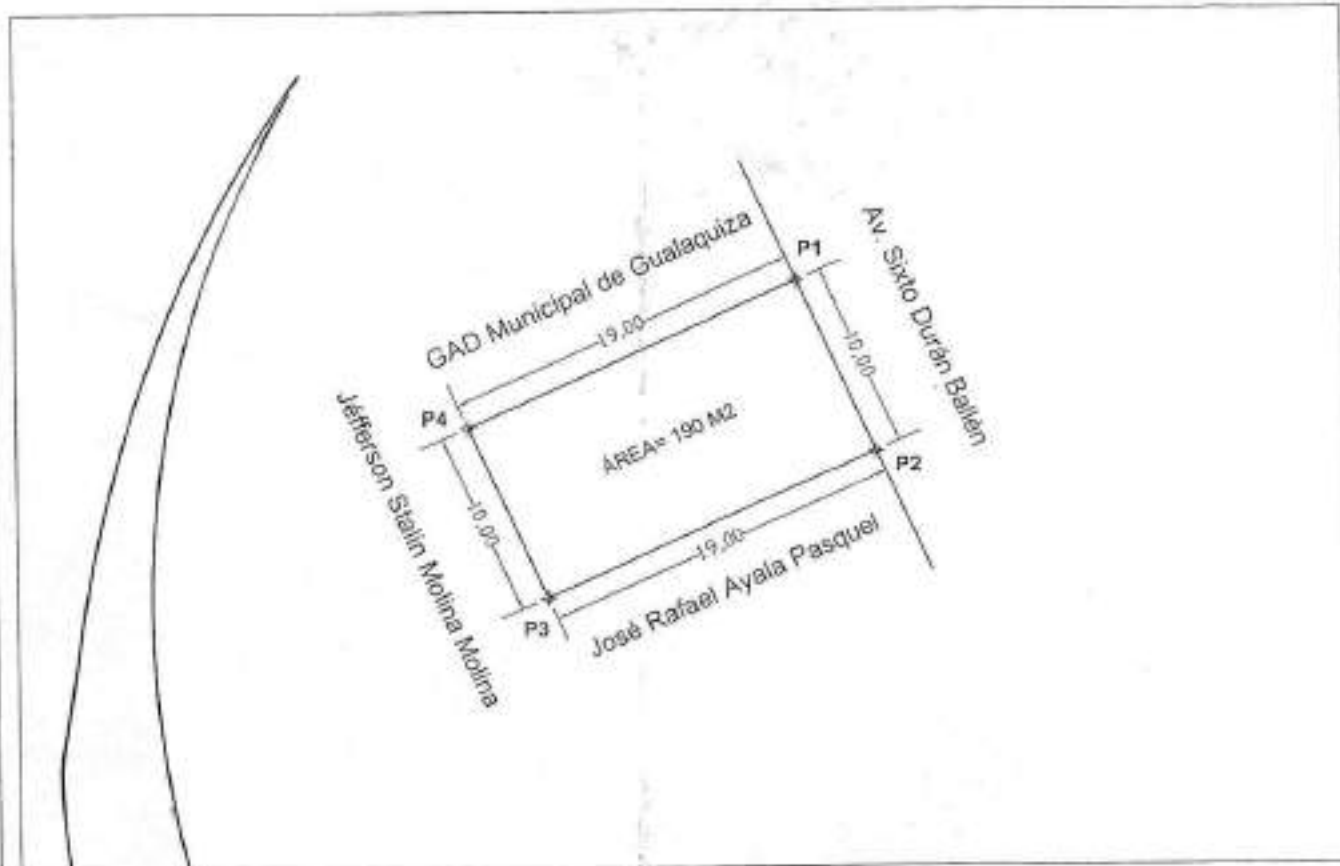 P1
Av. Sixto Durán Ballén
GAD Municipal de Gualaquiza
19,00
10,00
P4
ÁREA= 190 M2
P2
Jéfferson Stalin Molina Molina
10,00
19,00
P3
José Rafael Ayala Pasquel